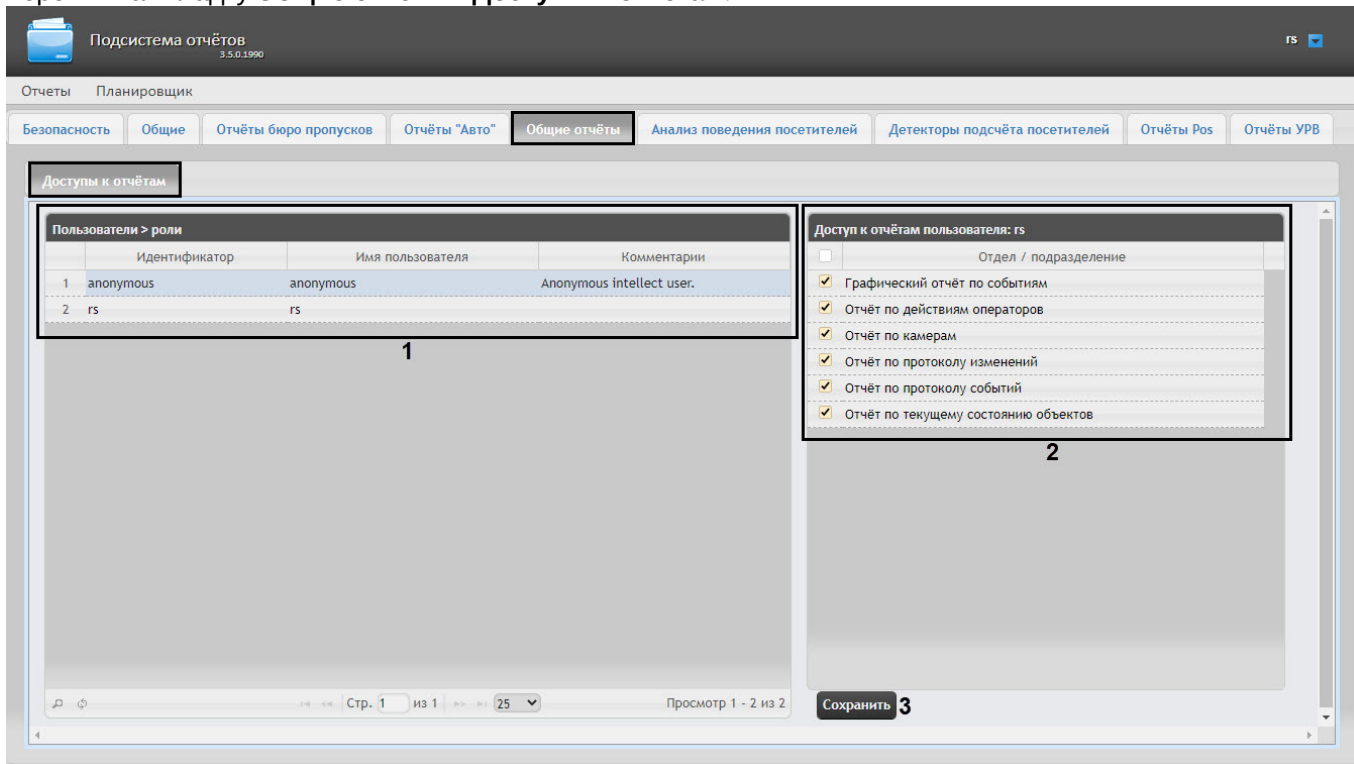 Подсистема отчётов
3.5.0.1990
rs
Отчеты Планировщик
Безопасность Общие Отчёты бюро пропусков Отчёты "Авто" Общие отчёты Анализ поведения посетителей Детекторы подсчёта посетителей Отчёты Pos Отчёты УРВ
Доступы к отчётам
Пользователи > роли
Идентификатор Имя пользователя Комментарии
1 anonymous anonymous Anonymous intellect user.
2 rs rs
1
Доступ к отчётам пользователя: rs
Отдел / подразделение
Графический отчёт по событиям
Отчёт по действиям операторов
Отчёт по камерам
Отчёт по протоколу изменений
Отчёт по протоколу событий
Отчёт по текущему состоянию объектов
2
Стр. 1 из 1 25 Просмотр 1 - 2 из 2
Сохранить 3